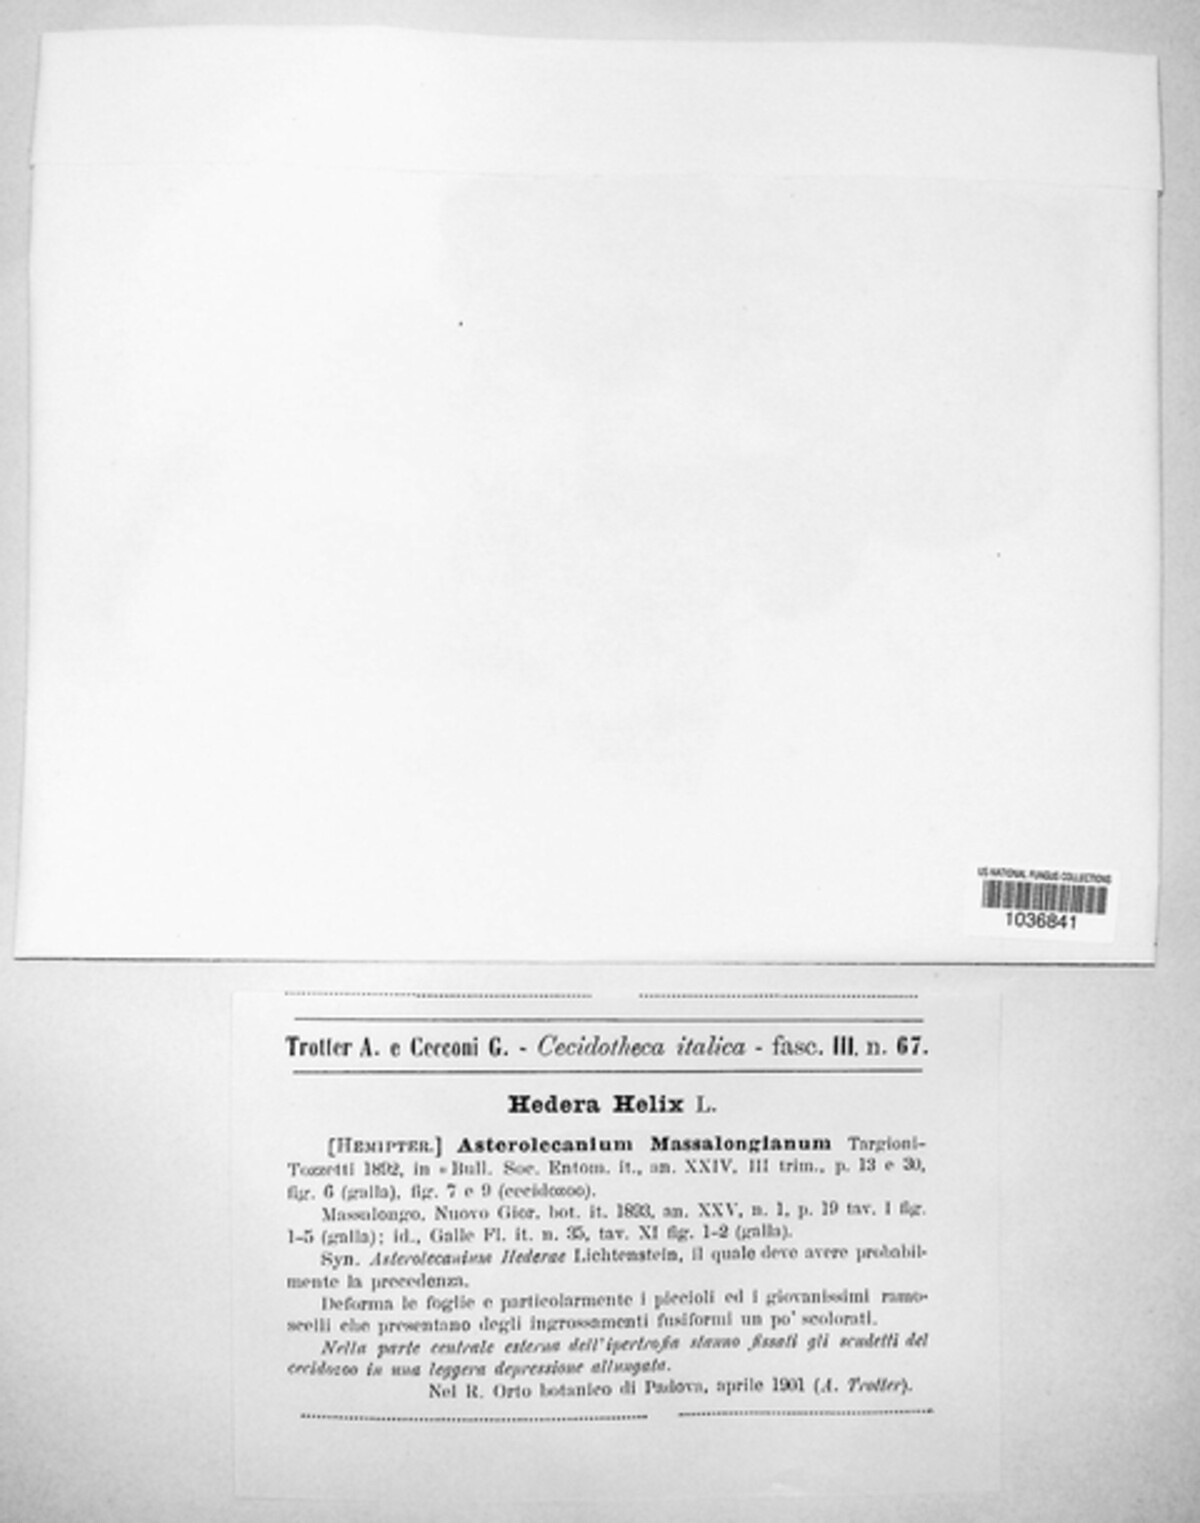 US NATIONAL FUNGUS COLLECTIONS
1036841
Trotter A. e Cecconi G. - Cecidotheca italica - fasc. III, n. 67.
Hedera Helix L.
[HEMIPTER.] Asterolecanium Massalongianum Targioni-
Tozzetti 1892, in « Bull. Soc. Entom. it., an. XXIV, III trim., p. 13 e 30,
fig. 6 (galla), fig. 7 e 9 (cecidozoo).
Massalongo, Nuovo Gior. bot. it. 1893, an. XXV, n. 1, p. 19 tav. I fig.
1-5 (galla); id., Galle Fl. it. n. 35, tav. XI fig. 1-2 (galla).
Syn. Asterolecanium Hederae Lichtenstein, il quale deve avere probabil-
mente la precedenza.
Deforma le foglie e particolarmente i piccioli ed i giovanissimi ramo-
scelli che presentano degli ingrossamenti fusiformi un po' scolorati.
Nella parte centrale esterna dell'ipertrofia stanno fissati gli scudetti del
cecidozoo in una leggera depressione allungata.
Nel R. Orto botanico di Padova, aprile 1901 (A. Trotter).